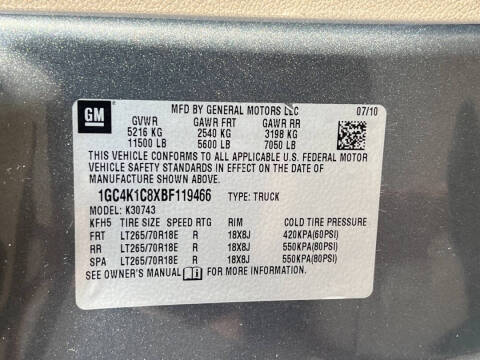 GM
MFD BY GENERAL MOTORS LLC 07/10
GVWR GAWR FRT GAWR RR
5216 KG 2540 KG 3198 KG
11500 LB 5600 LB 7050 LB
THIS VEHICLE CONFORMS TO ALL APPLICABLE U.S. FEDERAL MOTOR
VEHICLE SAFETY STANDARDS IN EFFECT ON THE DATE OF
MANUFACTURE SHOWN ABOVE.
1GC4K1C8XBF119466 TYPE: TRUCK
MODEL: K30743
KFH5 TIRE SIZE SPEED RTG RIM COLD TIRE PRESSURE
FRT LT265/70R18E R 18X8J 420KPA(60PSI)
RR LT265/70R18E R 18X8J 550KPA(80PSI)
SPA LT265/70R18E R 18X8J 550KPA(80PSI)
SEE OWNER'S MANUAL FOR MORE INFORMATION.